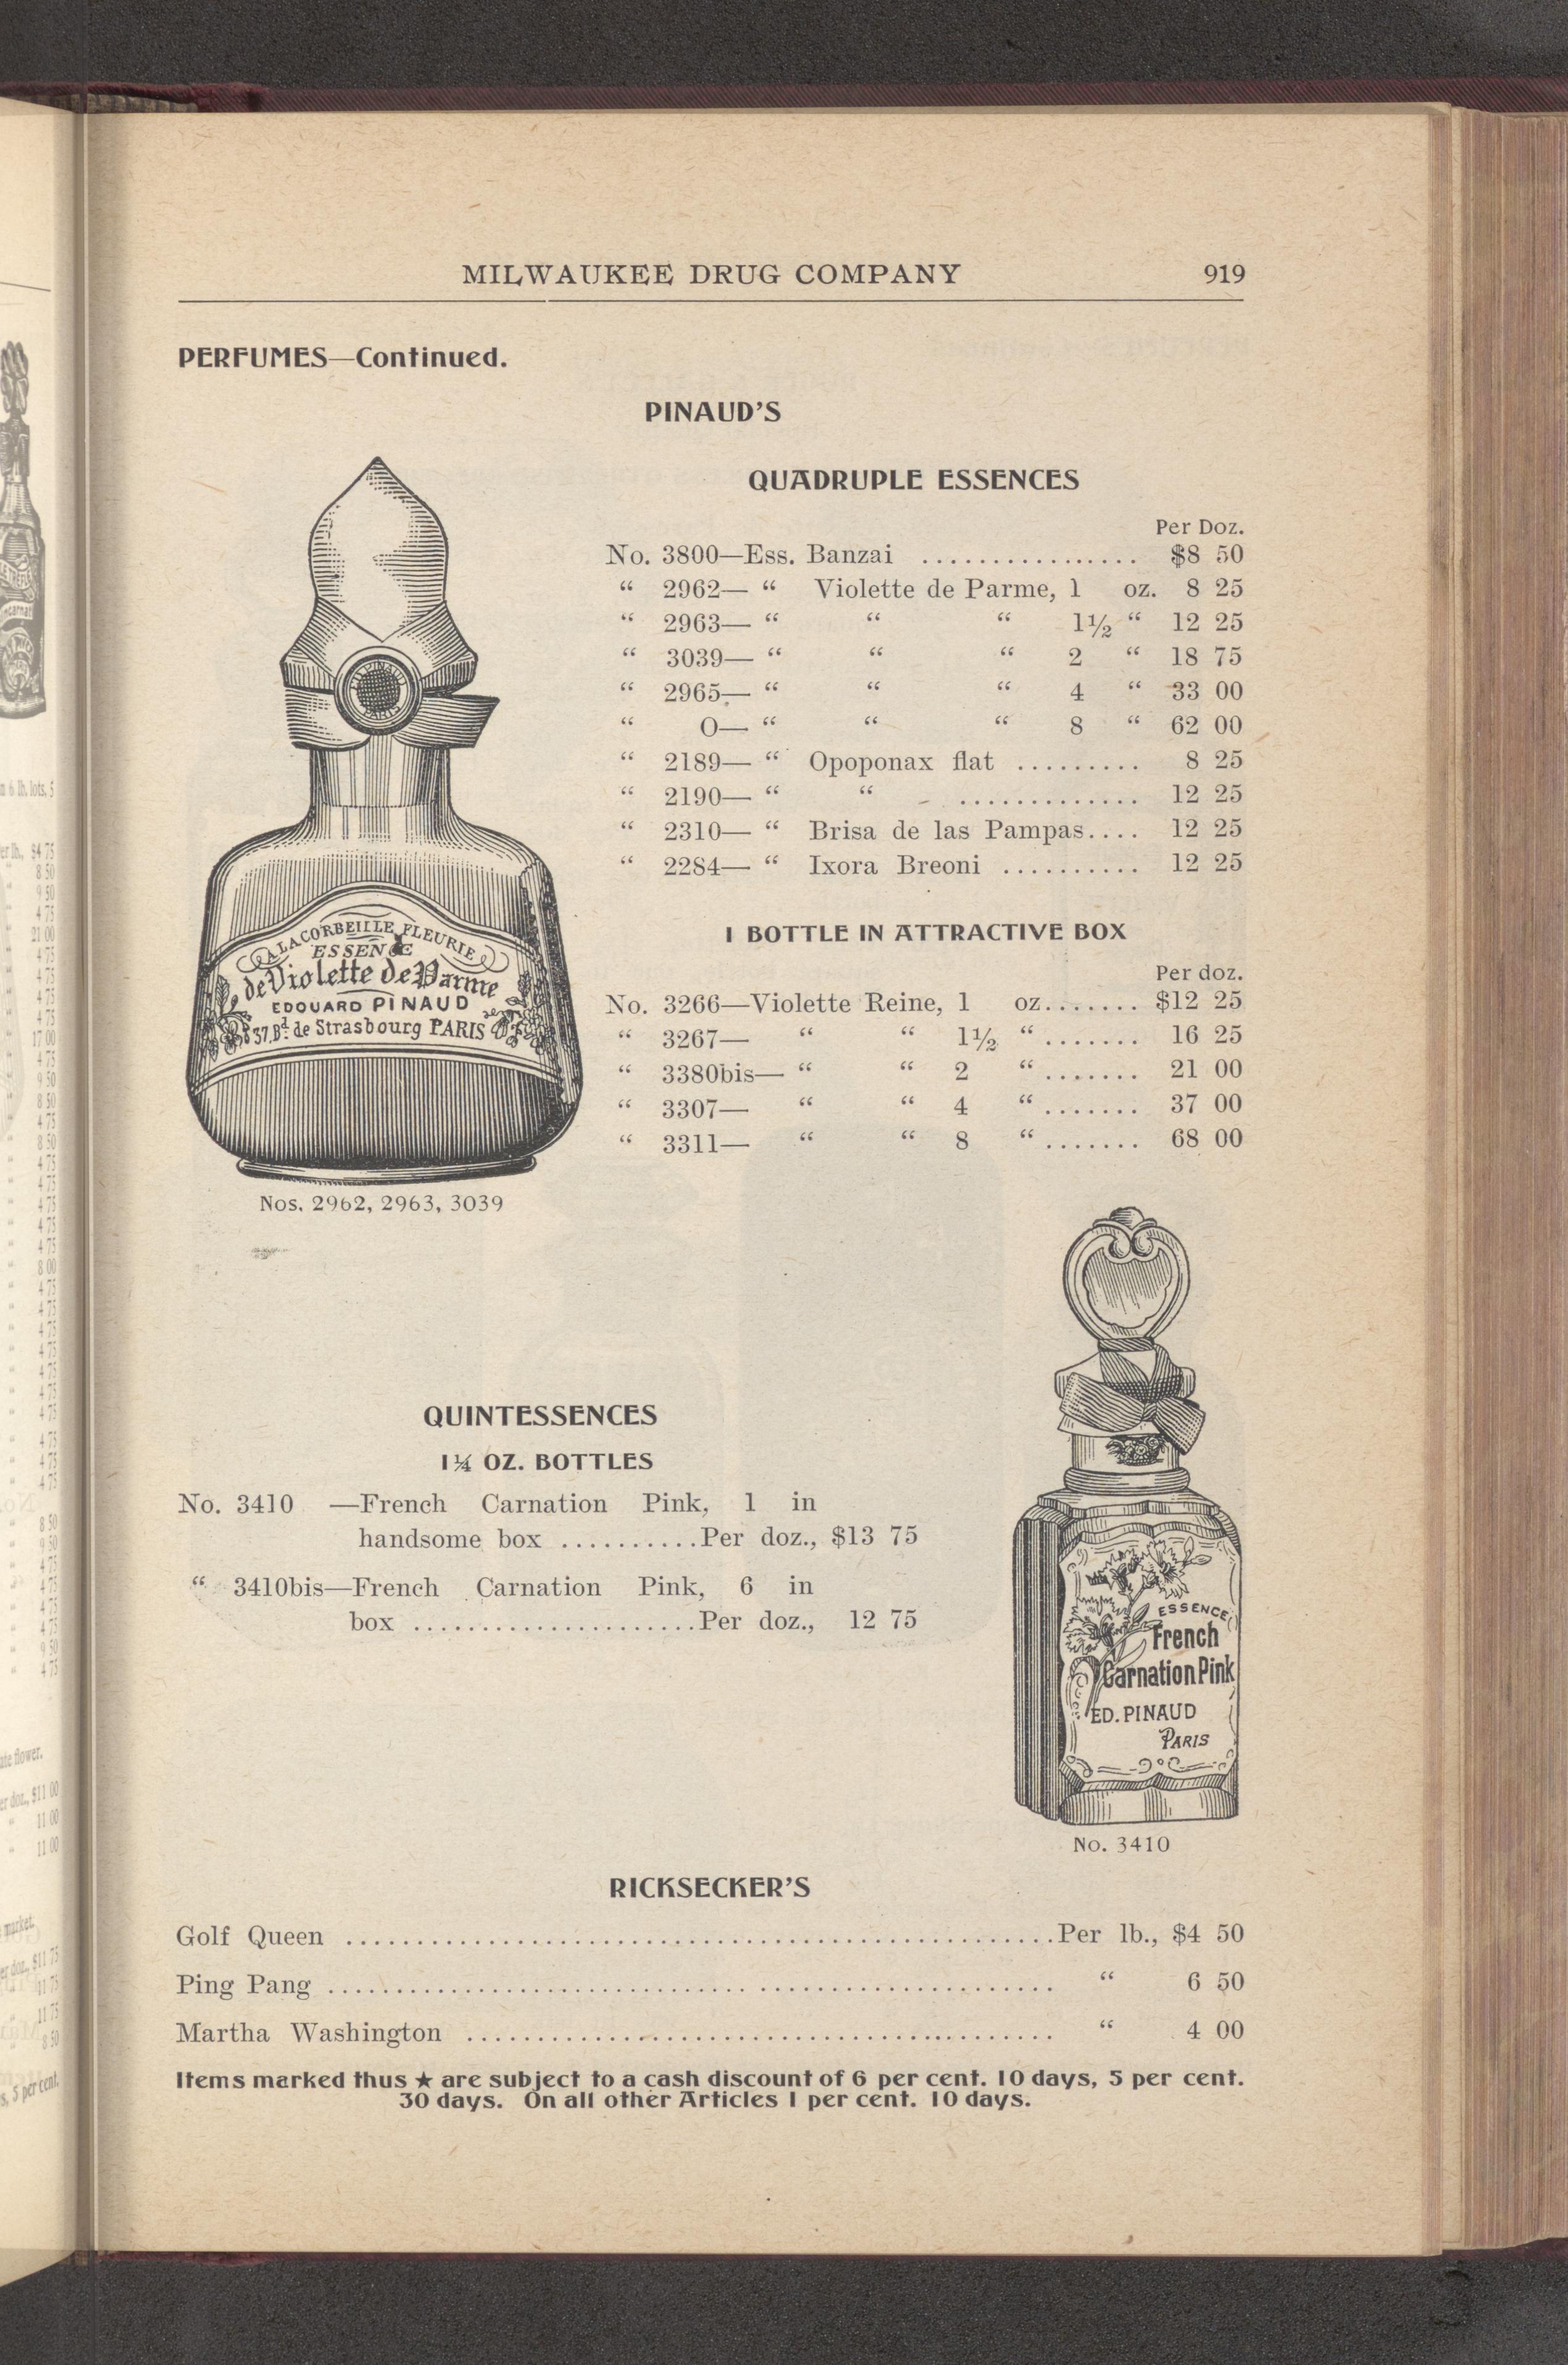 MILWAUKEE DRUG COMPANY 919
PERFUMES—Continued.
PINAUD'S
QUADRUPLE ESSENCES
Per Doz.
No. 3800—Ess. Banzai .................. $8 50
“ 2962— “ Violette de Parme, 1 oz. 8 25
“ 2963— “ “ “ 1½ “ 12 25
“ 3039— “ “ “ 2 “ 18 75
“ 2965— “ “ “ 4 “ 33 00
“ O— “ “ “ 8 “ 62 00
“ 2189— “ Opoponax flat ......... 8 25
“ 2190— “ “ ............. 12 25
“ 2310— “ Brisa de las Pampas.... 12 25
“ 2284— “ Ixora Breoni .......... 12 25
A LA CORBEILLE FLEURIE
ESSENCE
de Violette de Parme
EDOUARD PINAUD
37, Bd. de Strasbourg PARIS
Nos. 2962, 2963, 3039
1 BOTTLE IN ATTRACTIVE BOX
Per doz.
No. 3266—Violette Reine, 1 oz....... $12 25
“ 3267— “ “ 1½ “ ....... 16 25
“ 3380bis— “ “ 2 “ ....... 21 00
“ 3307— “ “ 4 “ ....... 37 00
“ 3311— “ “ 8 “ ....... 68 00
QUINTESSENCES
1¼ OZ. BOTTLES
No. 3410 —French Carnation Pink, 1 in
handsome box ..........Per doz., $13 75
“ 3410bis—French Carnation Pink, 6 in
box ....................Per doz., 12 75
ESSENCE
French
Carnation Pink
ED. PINAUD
PARIS
No. 3410
RICKSECKER'S
Golf Queen ..................................................Per lb., $4 50
Ping Pang .................................................... “ 6 50
Martha Washington .......................................... “ 4 00
Items marked thus ★ are subject to a cash discount of 6 per cent. 10 days, 5 per cent.
30 days. On all other Articles 1 per cent. 10 days.